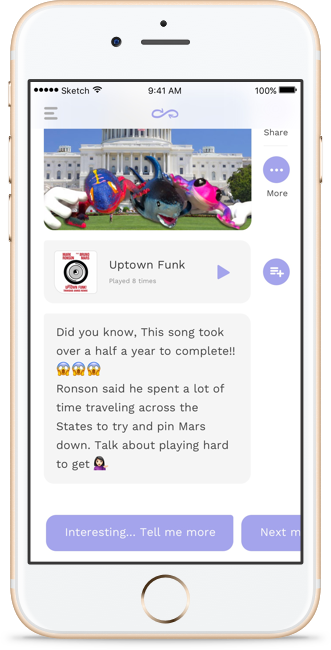 ●●●●● Sketch 9:41 AM 100%
Share
More
UPTOWN FUNK!
Uptown Funk
Played 8 times
Did you know, This song took
over a half a year to complete!!
😱😱😱
Ronson said he spent a lot of
time traveling across the
States to try and pin Mars
down. Talk about playing hard
to get 💁🏻‍♀️
Interesting... Tell me more
Next m